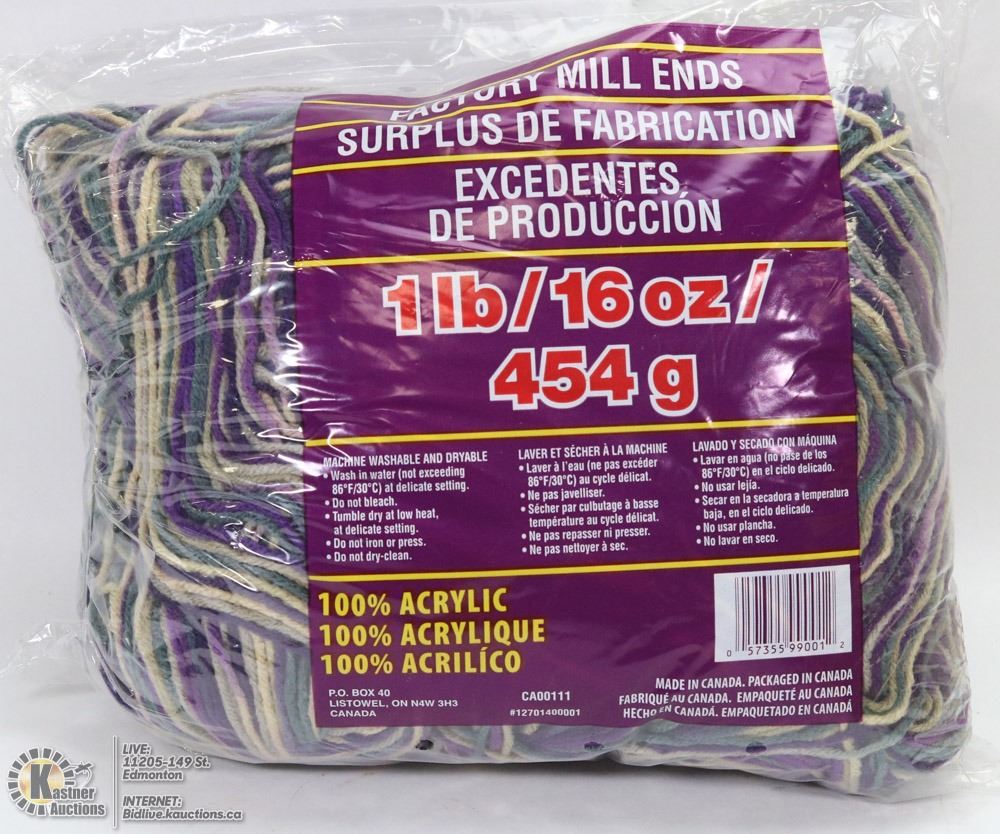 FACTORY MILL ENDS
SURPLUS DE FABRICATION
EXCEDENTES
DE PRODUCCIÓN
1 lb / 16 oz /
454 g
MACHINE WASHABLE AND DRYABLE
• Wash in water (not exceeding
86°F/30°C) at delicate setting.
• Do not bleach.
• Tumble dry at low heat,
at delicate setting.
• Do not iron or press.
• Do not dry-clean.
LAVER ET SÉCHER À LA MACHINE
• Laver à l'eau (ne pas excéder
86°F/30°C) au cycle délicat.
• Ne pas javelliser.
• Sécher par culbutage à basse
température au cycle délicat.
• Ne pas repasser ni presser.
• Ne pas nettoyer à sec.
LAVADO Y SECADO CON MÁQUINA
• Lavar en agua (no pase de los
86°F/30°C) en el ciclo delicado.
• No usar lejía.
• Secar en la secadora a temperatura
baja, en el ciclo delicado.
• No usar plancha.
• No lavar en seco.
100% ACRYLIC
100% ACRYLIQUE
100% ACRILÍCO
0 57355 99001 2
P.O. BOX 40
LISTOWEL, ON N4W 3H3
CANADA
CA00111
#12701400001
MADE IN CANADA. PACKAGED IN CANADA
FABRIQUÉ AU CANADA. EMPAQUETÉ AU CANADA
HECHO EN CANADÁ. EMPAQUETADO EN CANADÁ
Kastner
Auctions
LIVE:
11205-149 St.
Edmonton
INTERNET:
Bidlive.kauctions.ca